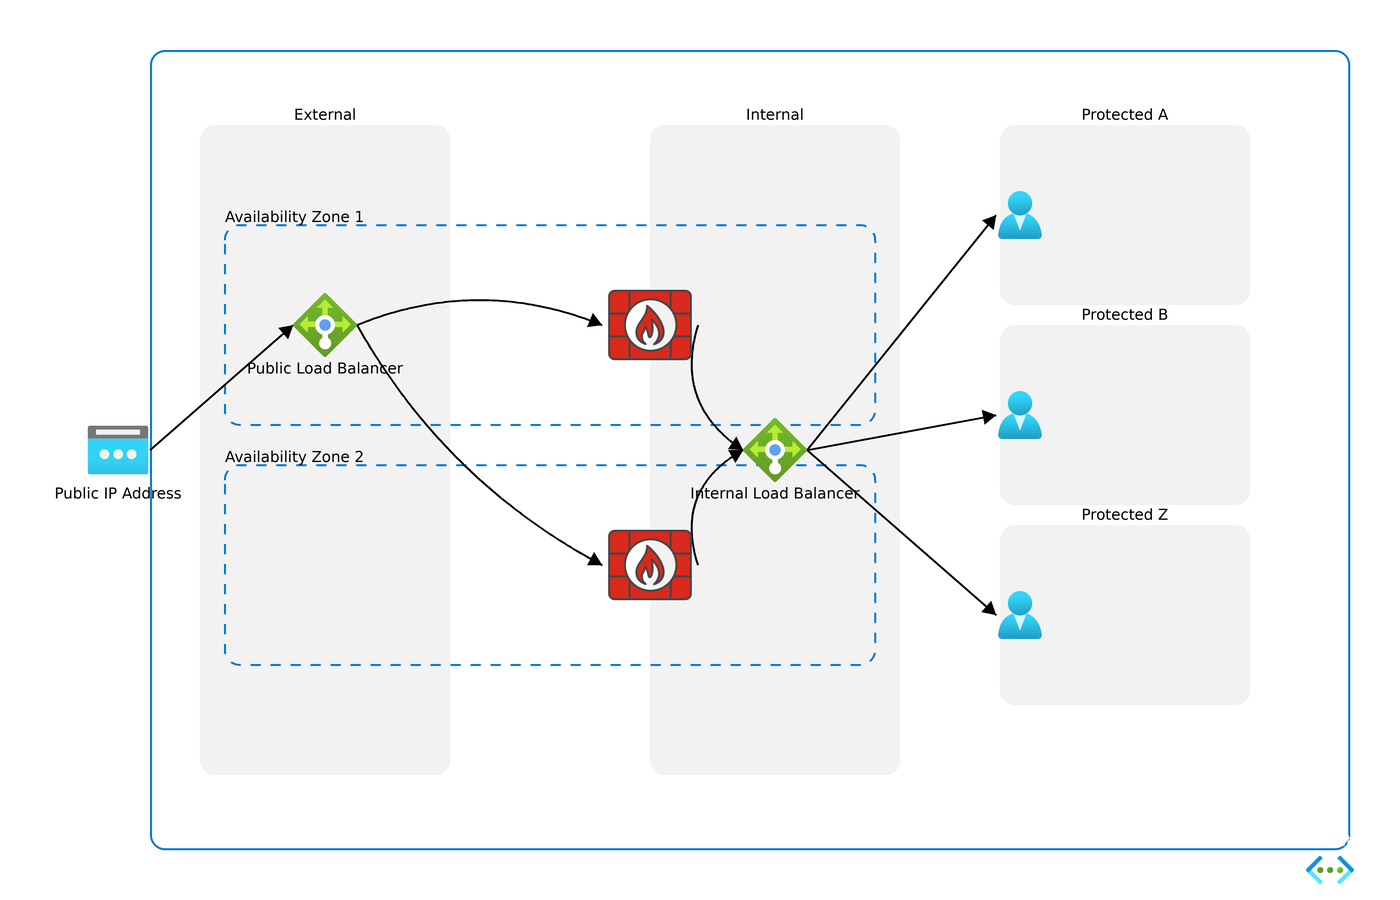 External
Internal
Protected A
Availability Zone 1
Protected B
Public Load Balancer
Availability Zone 2
Public IP Address
Internal Load Balancer
Protected Z